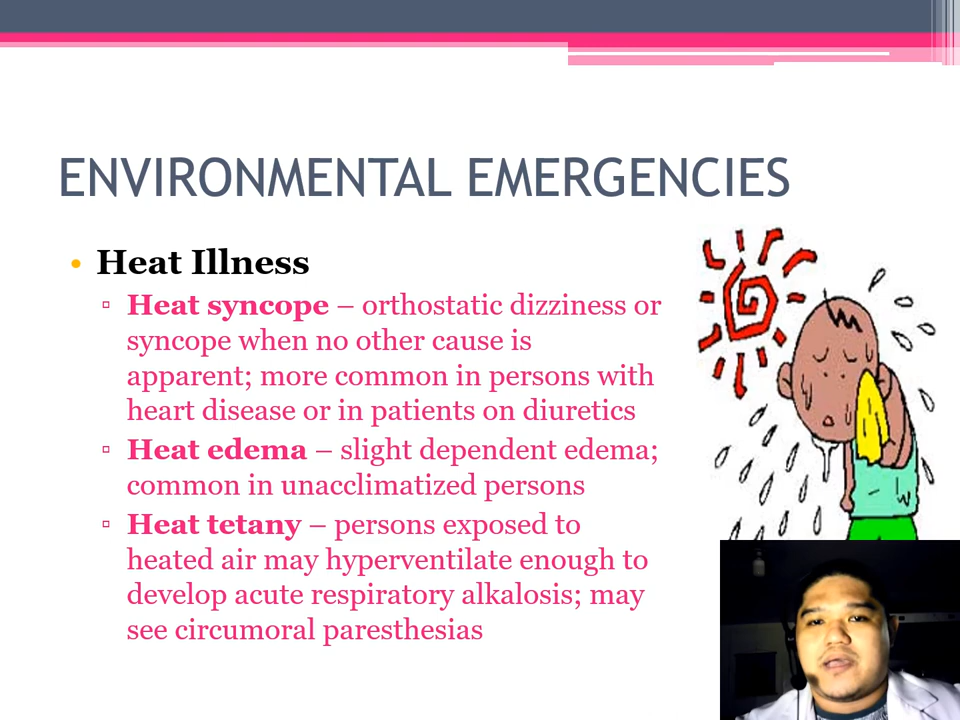 ENVIRONMENTAL EMERGENCIES
• Heat Illness
▫ Heat syncope – orthostatic dizziness or
syncope when no other cause is
apparent; more common in persons with
heart disease or in patients on diuretics
▫ Heat edema – slight dependent edema;
common in unacclimatized persons
▫ Heat tetany – persons exposed to
heated air may hyperventilate enough to
develop acute respiratory alkalosis; may
see circumoral paresthesias